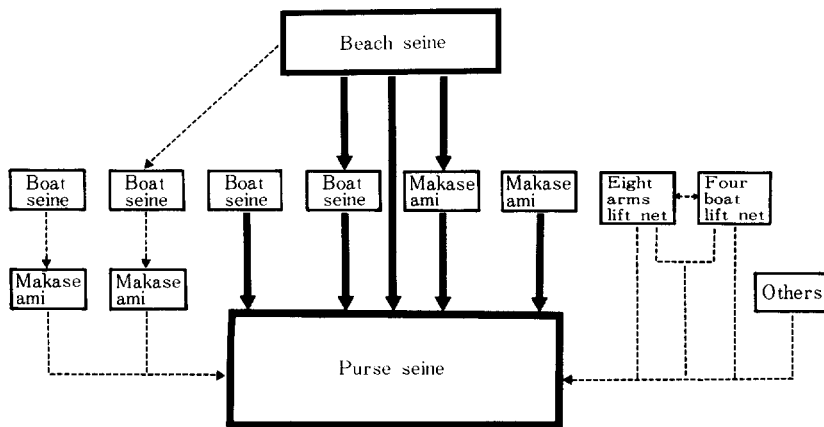 Beach seine
Boat
seine
Boat
seine
Boat
seine
Boat
seine
Makase
ami
Makase
ami
Eight
arms
lift net
Four
boat
lift net
Makase
ami
Makase
ami
Others
Purse seine